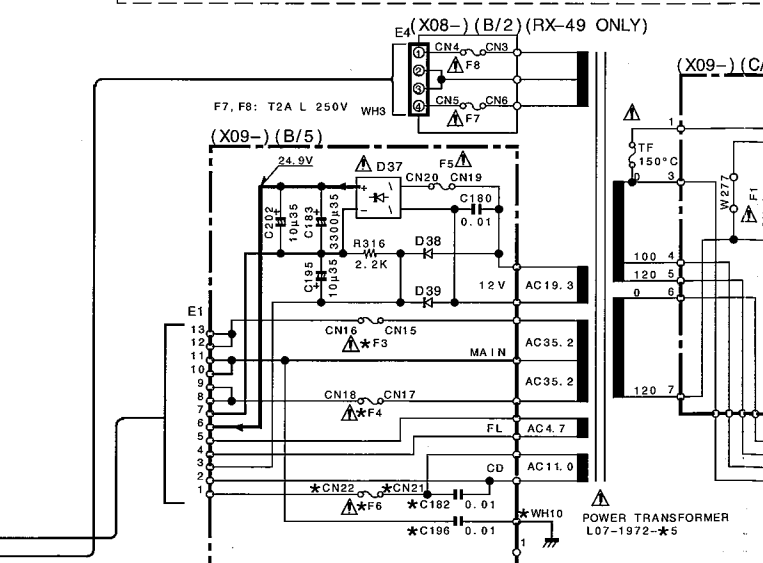 (X08-)(B/2)(RX-49 ONLY)
E4
1 CN4 CN3
F8
2
3
4 CN5 CN6
F7
F7, F8: T2A L 250V WH3
(X09-)(B/5)
(X09-)(C/
24.9V
D37
F5
CN20 CN19
C180
0.01
C202
10μ35
C183
3300μ35
R316
2.2K
D38
C195
10μ35
D39
12V
AC19.3
TF
150°C
1
0 3
W277
F1
100 4
120 5
0 6
120 7
E1
13
12
11
10
9
8
7
6
5
4
3
2
1
CN16 CN15
★F3
MAIN
AC35.2
AC35.2
CN18 CN17
★F4
FL
AC4.7
CD
AC11.0
★CN22 ★CN21
★F6
★C182 0.01
★C196 0.01
★WH10
1
POWER TRANSFORMER
L07-1972-★5